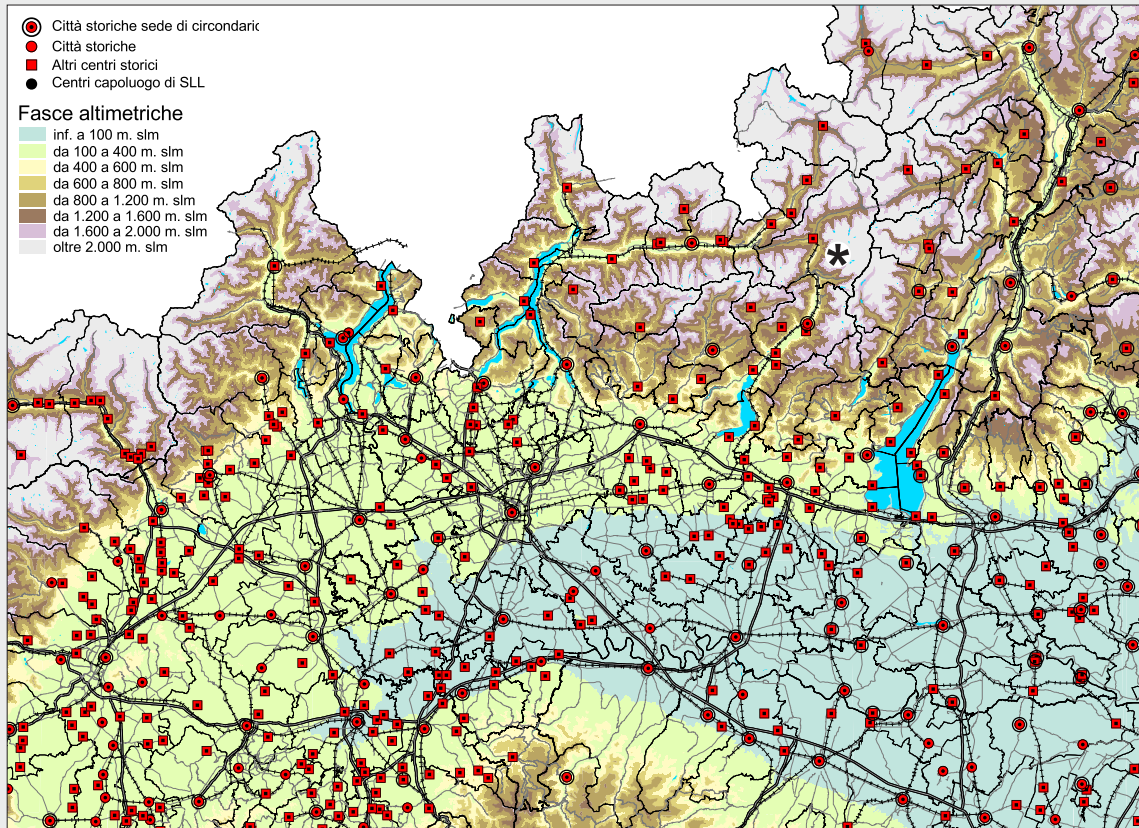 Città storiche sede di circondaric
Città storiche
Altri centri storici
Centri capoluogo di SLL
Fasce altimetriche
inf. a 100 m. slm
da 100 a 400 m. slm
da 400 a 600 m. slm
da 600 a 800 m. slm
da 800 a 1.200 m. slm
da 1.200 a 1.600 m. slm
da 1.600 a 2.000 m. slm
oltre 2.000 m. slm
*